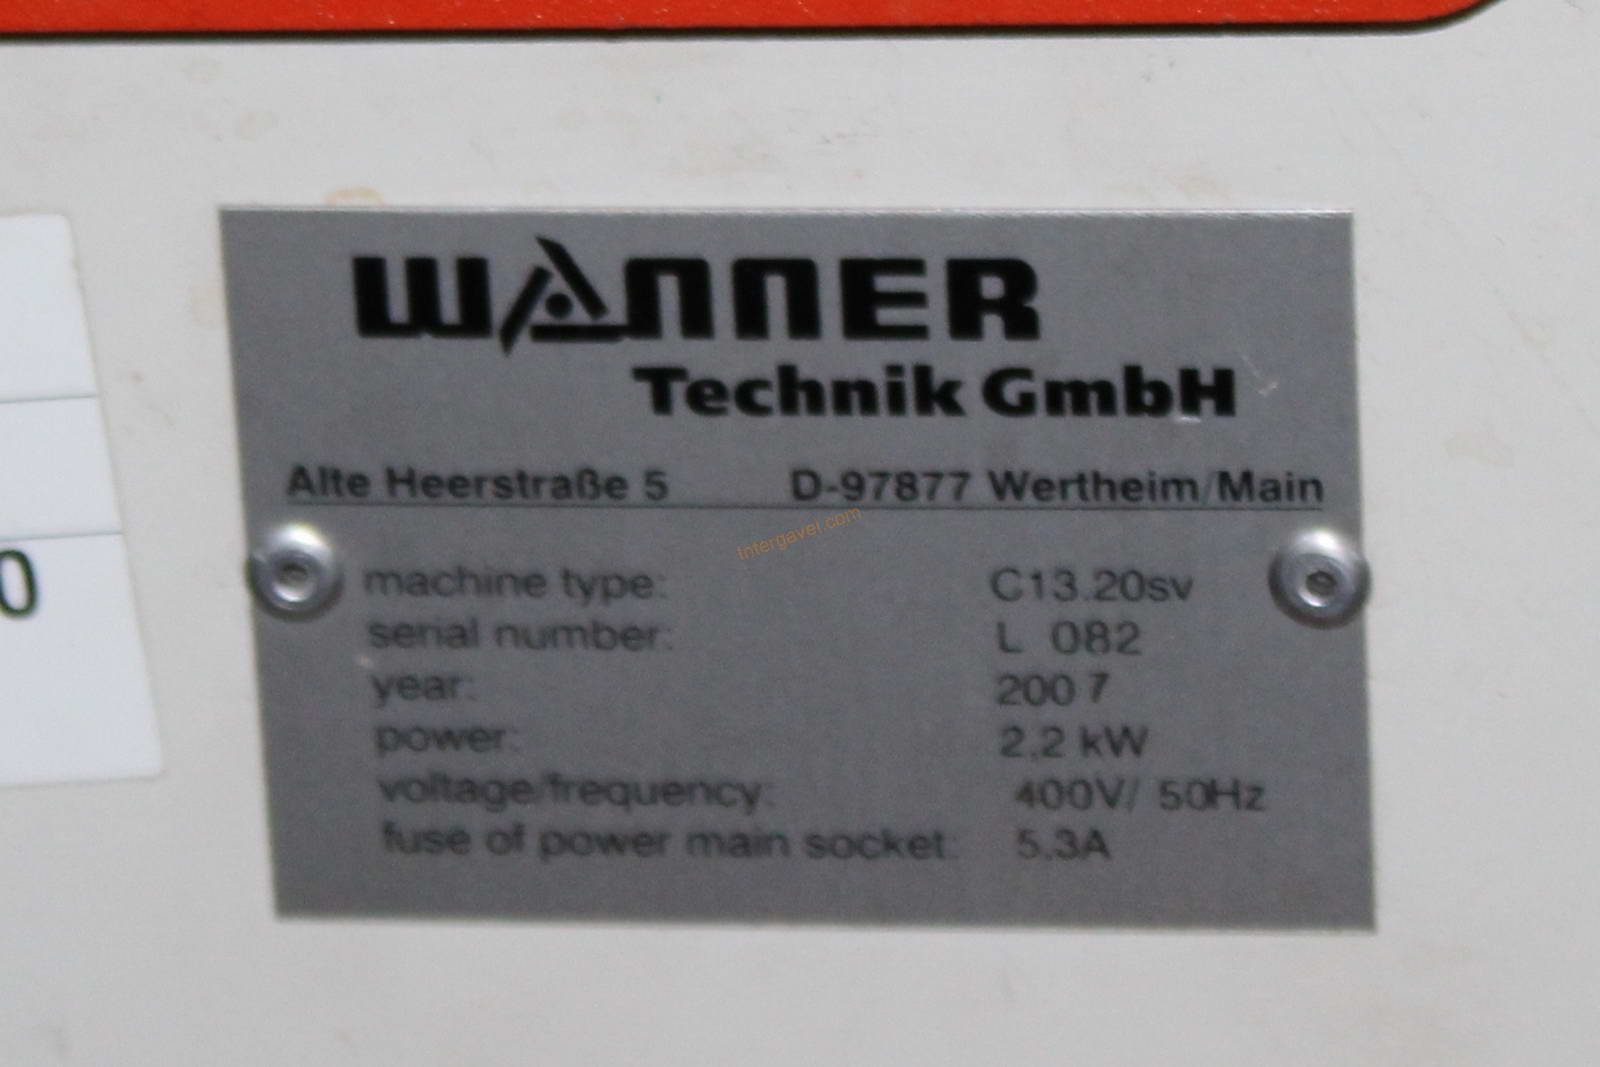 WANNER
Technik GmbH
Alte Heerstraße 5 D-97877 Wertheim/Main
Intergavel.com
machine type: C13.20sv
serial number: L 082
year: 2007
power: 2,2 kW
voltage/frequency: 400V/ 50Hz
fuse of power main socket: 5.3A
0